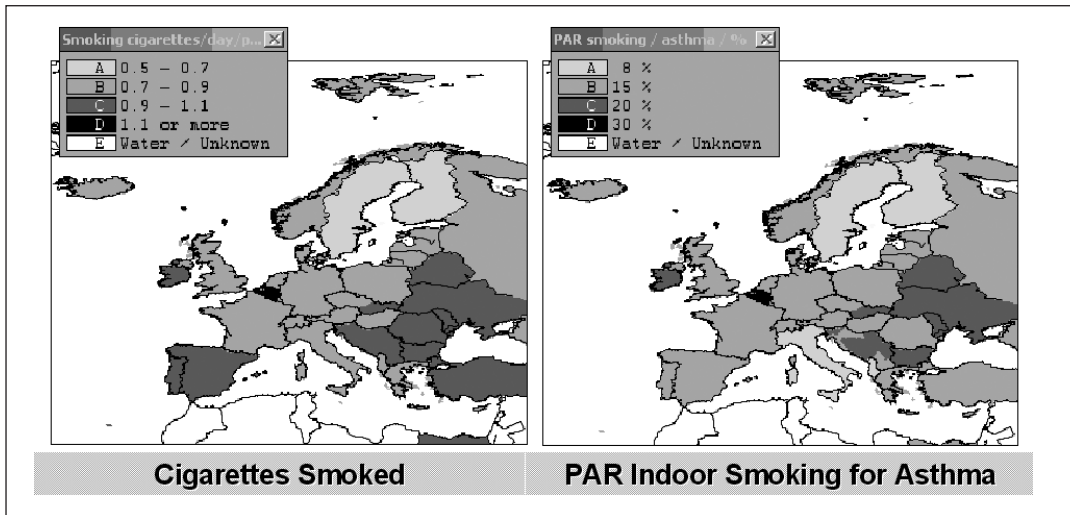 Smoking cigarettes/day/p...
A 0.5 – 0.7
B 0.7 – 0.9
C 0.9 – 1.1
D 1.1 or more
E Water / Unknown
PAR smoking / asthma / %
A 8 %
B 15 %
C 20 %
D 30 %
E Water / Unknown
Cigarettes Smoked
PAR Indoor Smoking for Asthma